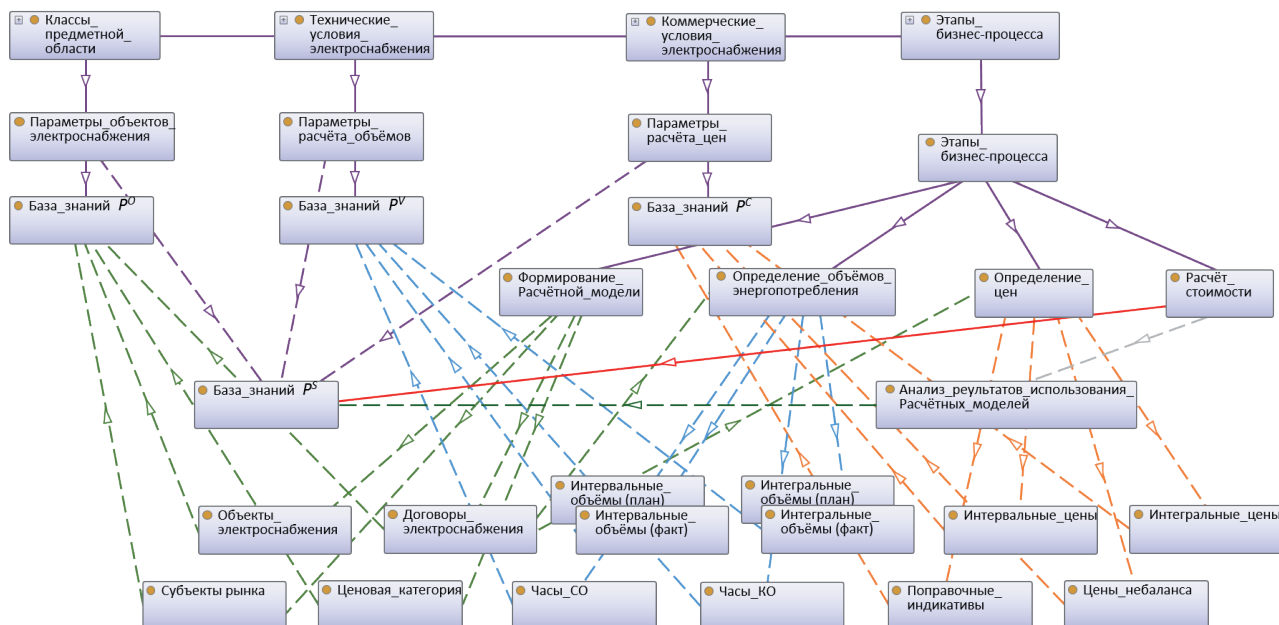 Классы_
предметной_
области
Технические_
условия_
электроснабжения
Коммерческие_
условия_
электроснабжения
Этапы_
бизнес-процесса
Параметры_объектов_
электроснабжения
Параметры_
расчёта_объёмов
Параметры_
расчёта_цен
Этапы_
бизнес-процесса
База_знаний P^O
База_знаний P^V
База_знаний P^C
Формирование_
Расчётной_модели
Определение_объёмов_
энергопотребления
Определение_
цен
Расчёт_
стоимости
База_знаний P^S
Анализ_реультатов_использования_
Расчётных_моделей
Интервальные_
объёмы (план)
Интегральные_
объёмы (план)
Объекты_
электроснабжения
Договоры_
электроснабжения
Интервальные_
объёмы (факт)
Интегральные_
объёмы (факт)
Интервальные_цены
Интегральные_цены
Субъекты рынка
Ценовая_категория
Часы_СО
Часы_КО
Поправочные_
индикативы
Цены_небаланса